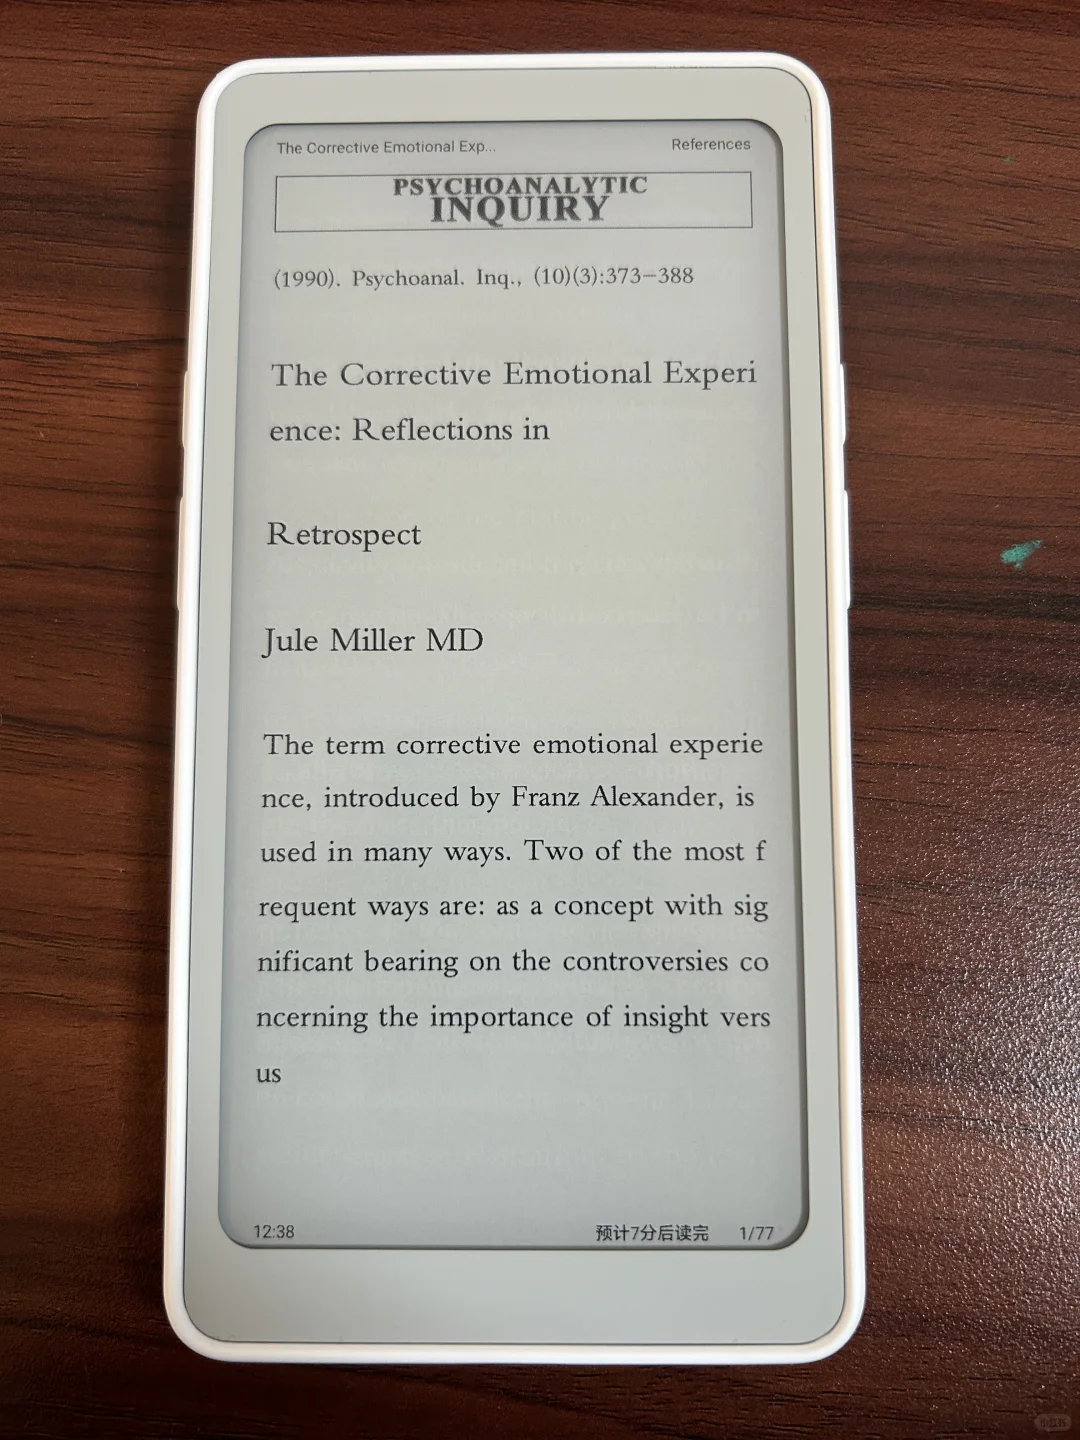 The Corrective Emotional Exp...
References
PSYCHOANALYTIC
INQUIRY
(1990). Psychoanal. Inq., (10)(3):373–388
The Corrective Emotional Experi
ence: Reflections in
Retrospect
Jule Miller MD
The term corrective emotional experie
nce, introduced by Franz Alexander, is
used in many ways. Two of the most f
requent ways are: as a concept with sig
nificant bearing on the controversies co
ncerning the importance of insight vers
us
12:38
预计7分后读完
1/77
小红书